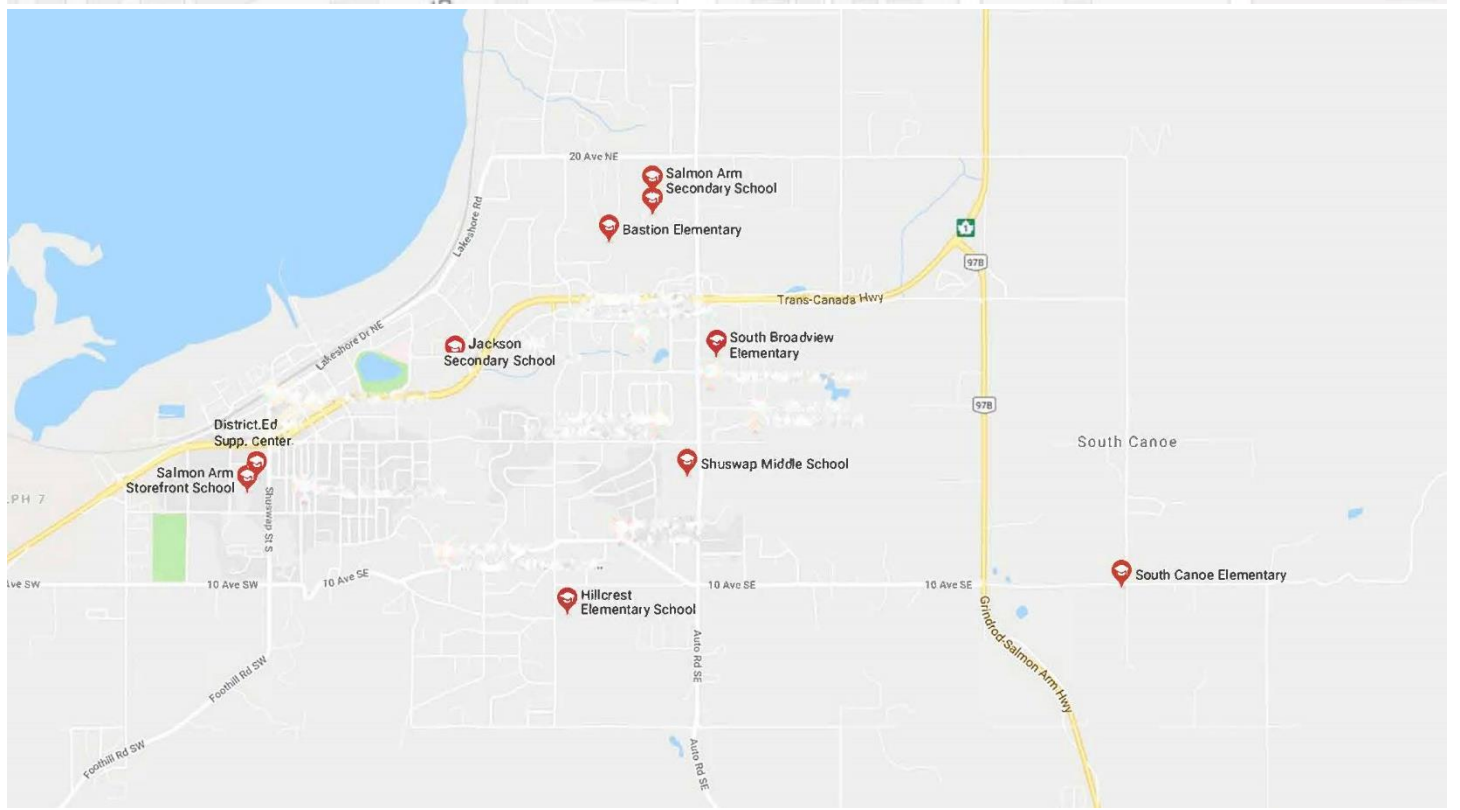 20 Ave NE
Salmon Arm
Secondary School
Bastion Elementary
Lakeshore Rd
1
97B
Trans-Canada Hwy
Lakeshore Dr NE
Jackson
Secondary School
South Broadview
Elementary
97B
District.Ed
Supp. Center
South Canoe
Salmon Arm
Storefront School
Shuswap Middle School
PH 7
Shuswap St S
South Canoe Elementary
Ave SW
10 Ave SW
10 Ave SE
10 Ave SE
10 Ave SE
Hillcrest
Elementary School
Grindrod-Salmon Arm Hwy
Auto Rd SE
Foothill Rd SW
Foothill Rd SW
Auto Rd SE